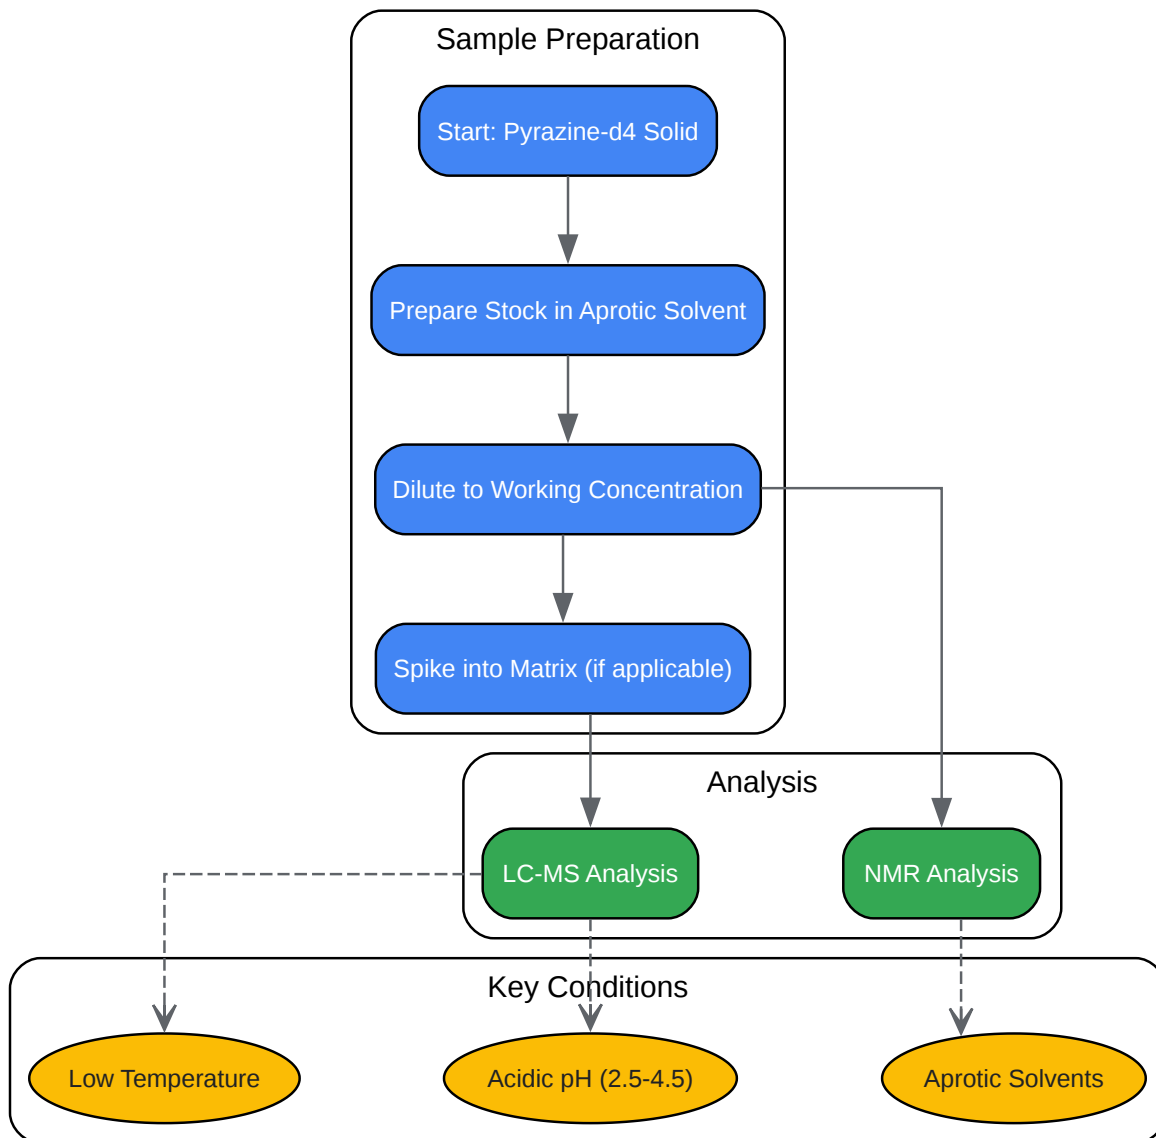 Sample Preparation
Start: Pyrazine-d4 Solid
Prepare Stock in Aprotic Solvent
Dilute to Working Concentration
Spike into Matrix (if applicable)
Analysis
LC-MS Analysis
NMR Analysis
Key Conditions
Low Temperature
Acidic pH (2.5-4.5)
Aprotic Solvents